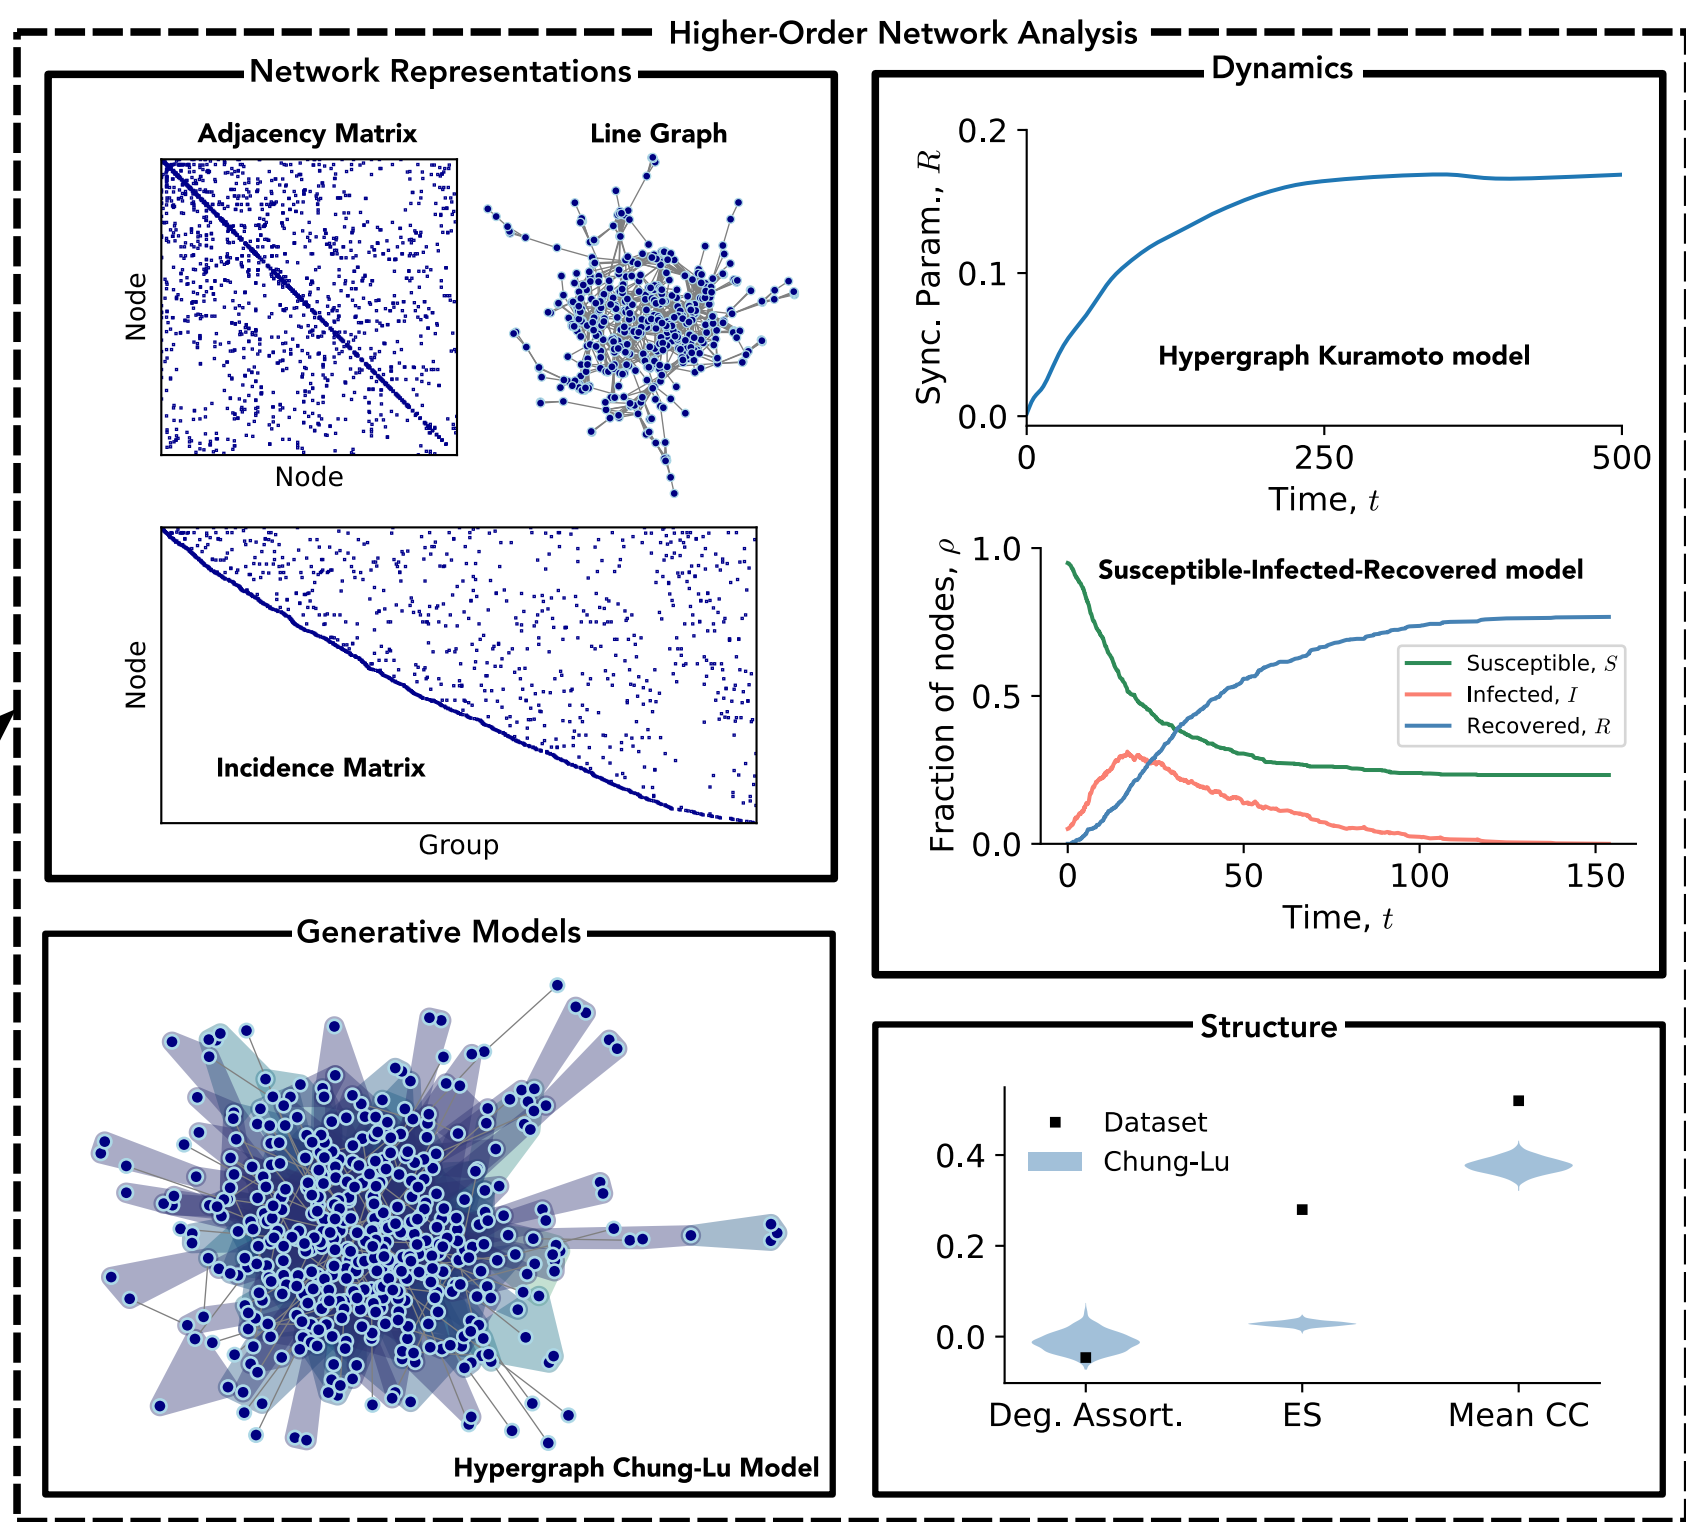 Higher-Order Network Analysis
Network Representations
Adjacency Matrix
Node
Node
Line Graph
Node
Incidence Matrix
Group
Generative Models
Hypergraph Chung-Lu Model
Dynamics
Sync. Param., R
0.2
0.1
0.0
Hypergraph Kuramoto model
0 250 500
Time, t
Fraction of nodes, ρ
1.0
0.5
0.0
Susceptible-Infected-Recovered model
Susceptible, S
Infected, I
Recovered, R
0 50 100 150
Time, t
Structure
Dataset
Chung-Lu
0.4
0.2
0.0
Deg. Assort. ES Mean CC